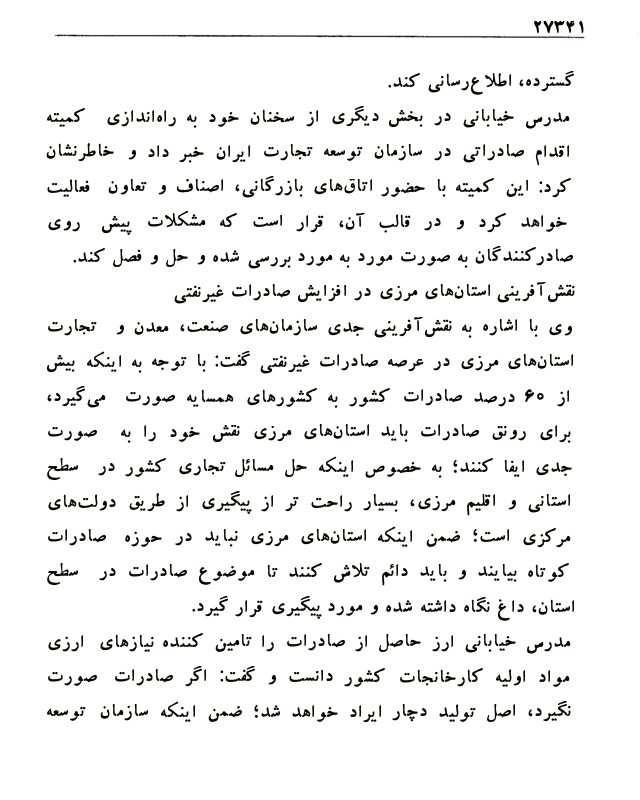 ۲۷۳۴۱
گسترده، اطلاع‌رسانی کند.
مدرس خیابانی در بخش دیگری از سخنان خود به راه‌اندازی کمیته
اقدام صادراتی در سازمان توسعه تجارت ایران خبر داد و خاطرنشان
کرد: این کمیته با حضور اتاق‌های بازرگانی، اصناف و تعاون فعالیت
خواهد کرد و در قالب آن، قرار است که مشکلات پیش روی
صادرکنندگان به صورت مورد به مورد بررسی شده و حل و فصل کند.
نقش‌آفرینی استان‌های مرزی در افزایش صادرات غیرنفتی
وی با اشاره به نقش‌آفرینی جدی سازمان‌های صنعت، معدن و تجارت
استان‌های مرزی در عرصه صادرات غیرنفتی گفت: با توجه به اینکه بیش
از ۶۰ درصد صادرات کشور به کشورهای همسایه صورت می‌گیرد،
برای رونق صادرات باید استان‌های مرزی نقش خود را به صورت
جدی ایفا کنند؛ به خصوص اینکه حل مسائل تجاری کشور در سطح
استانی و اقلیم مرزی، بسیار راحت تر از پیگیری از طریق دولت‌های
مرکزی است؛ ضمن اینکه استان‌های مرزی نباید در حوزه صادرات
کوتاه بیایند و باید دائم تلاش کنند تا موضوع صادرات در سطح
استان، داغ نگاه داشته شده و مورد پیگیری قرار گیرد.
مدرس خیابانی ارز حاصل از صادرات را تامین کننده نیازهای ارزی
مواد اولیه کارخانجات کشور دانست و گفت: اگر صادرات صورت
نگیرد، اصل تولید دچار ایراد خواهد شد؛ ضمن اینکه سازمان توسعه